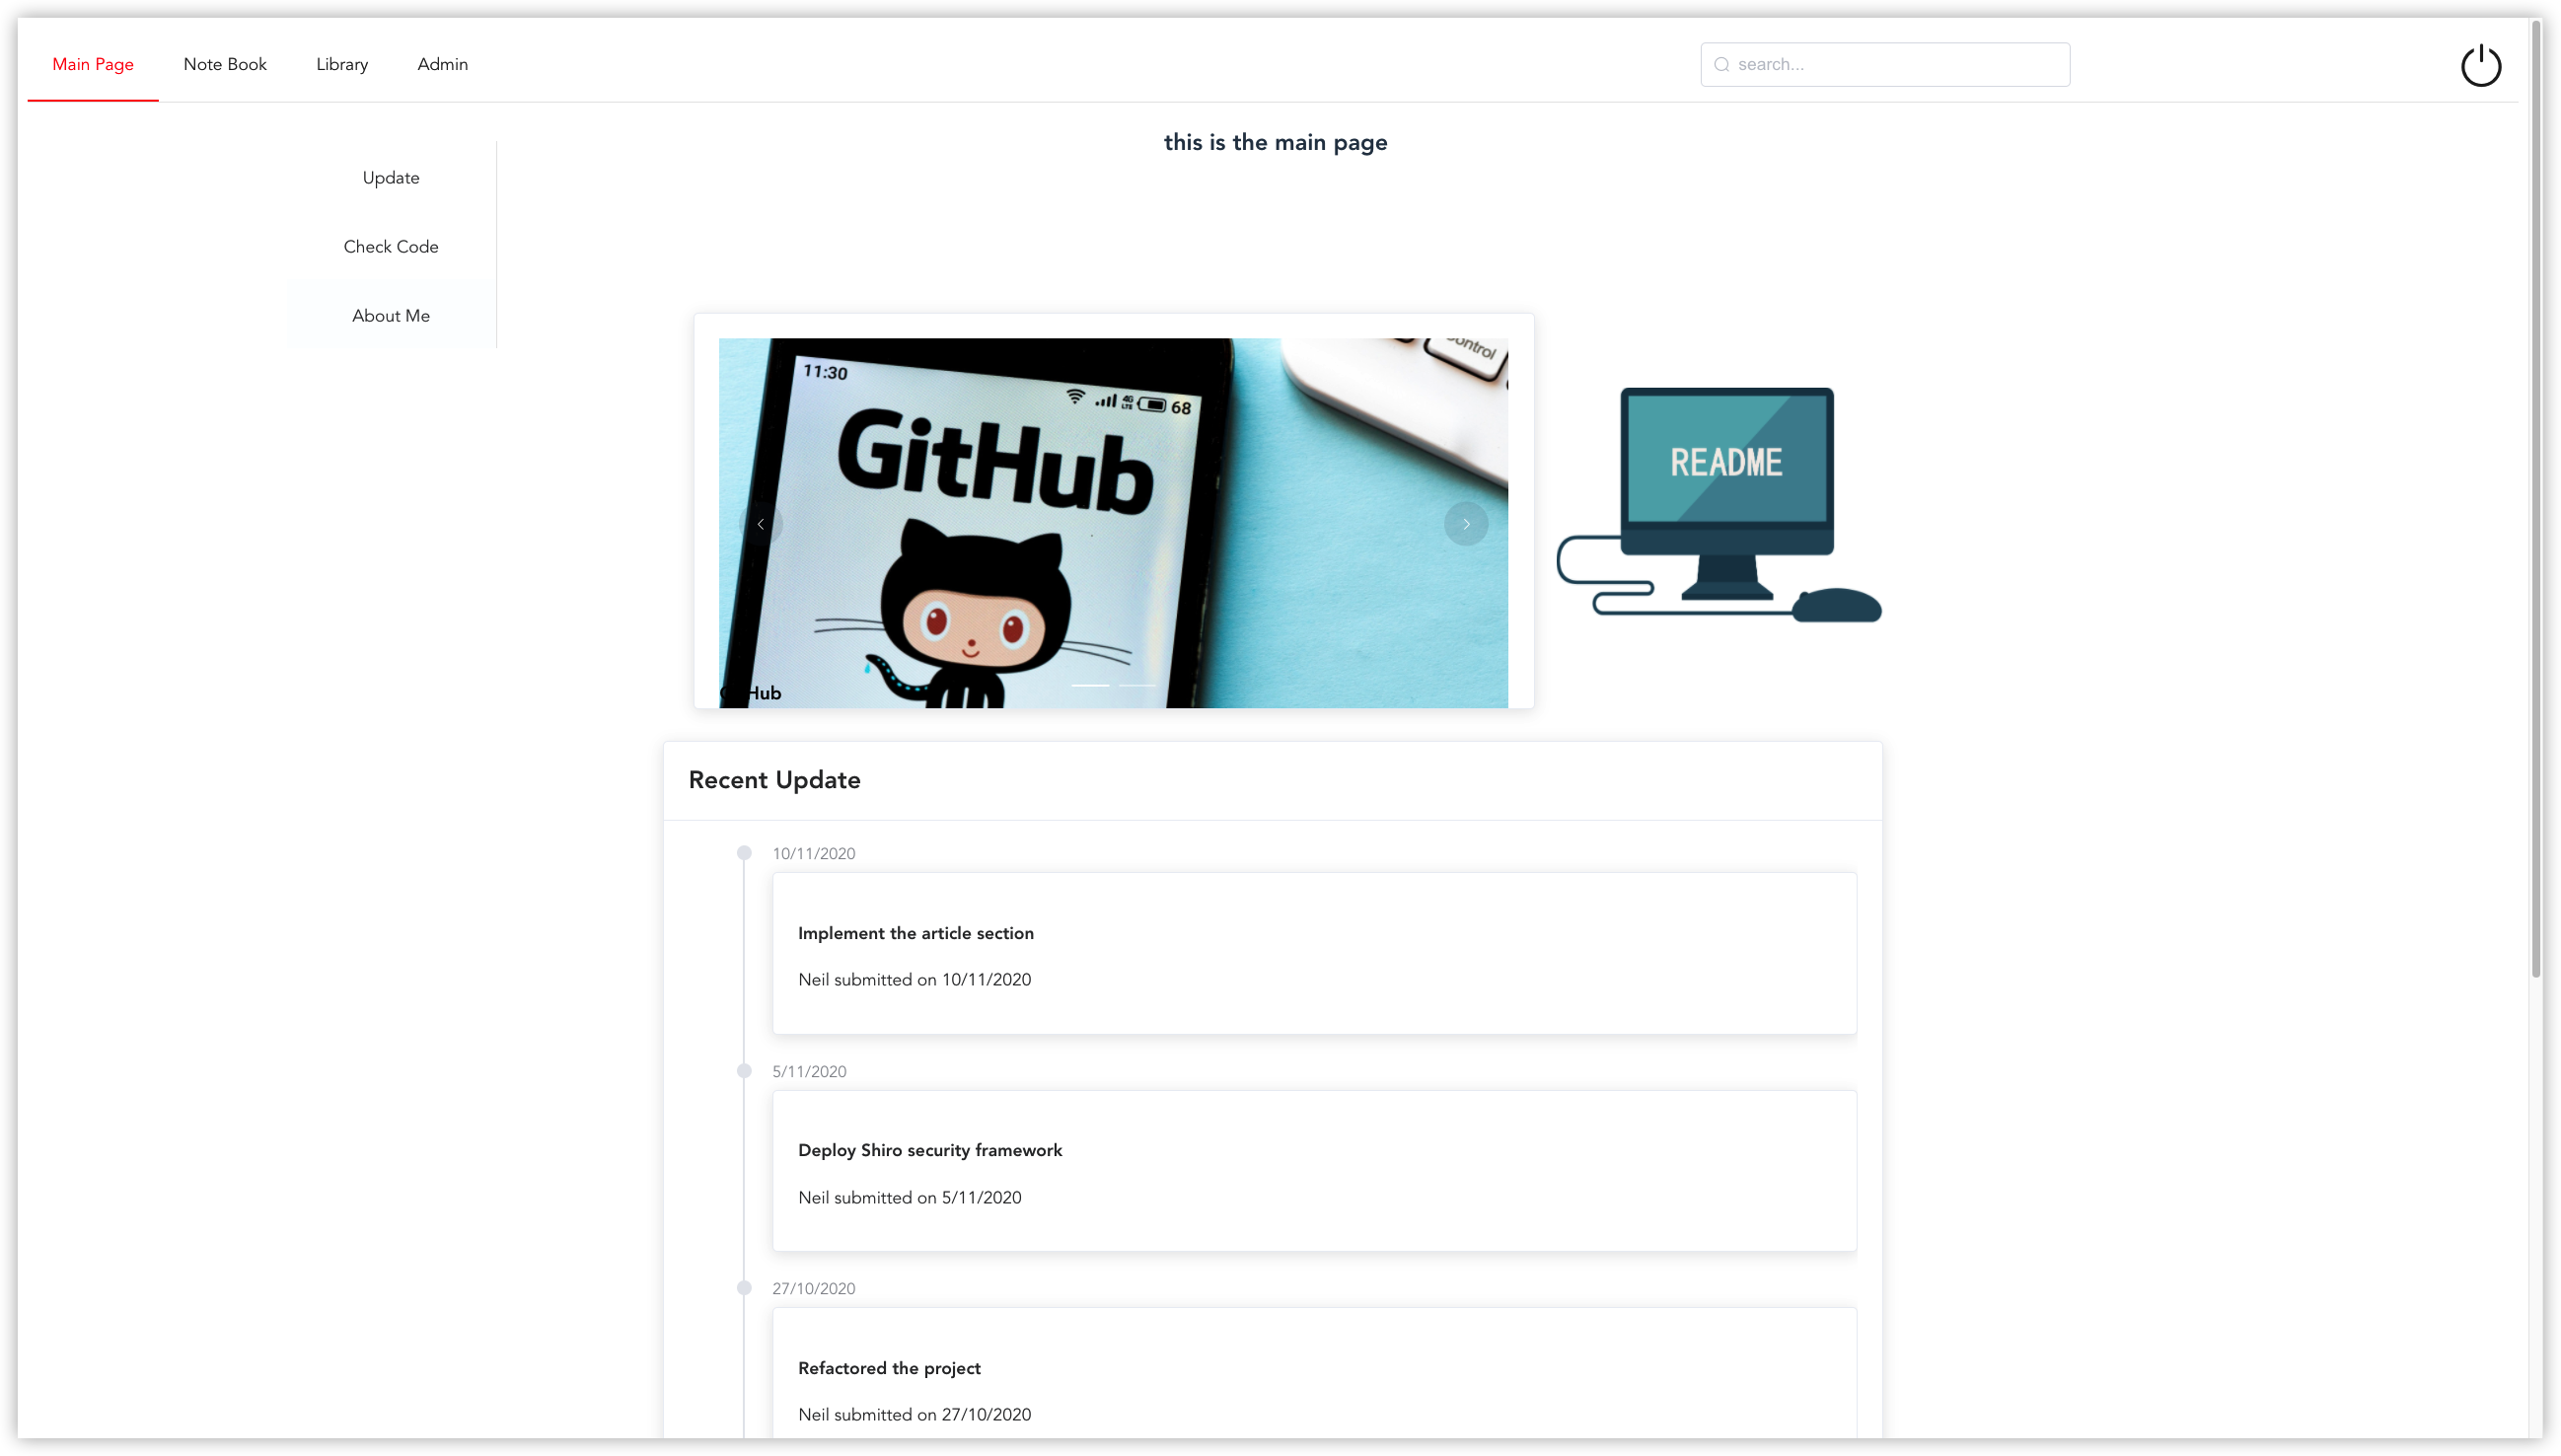 Main Page
Note Book
Library
Admin
search...
this is the main page
Update
Check Code
About Me
11:30
4G
LTE
68
GitHub
GitHub
README
Recent Update
10/11/2020
Implement the article section
Neil submitted on 10/11/2020
5/11/2020
Deploy Shiro security framework
Neil submitted on 5/11/2020
27/10/2020
Refactored the project
Neil submitted on 27/10/2020